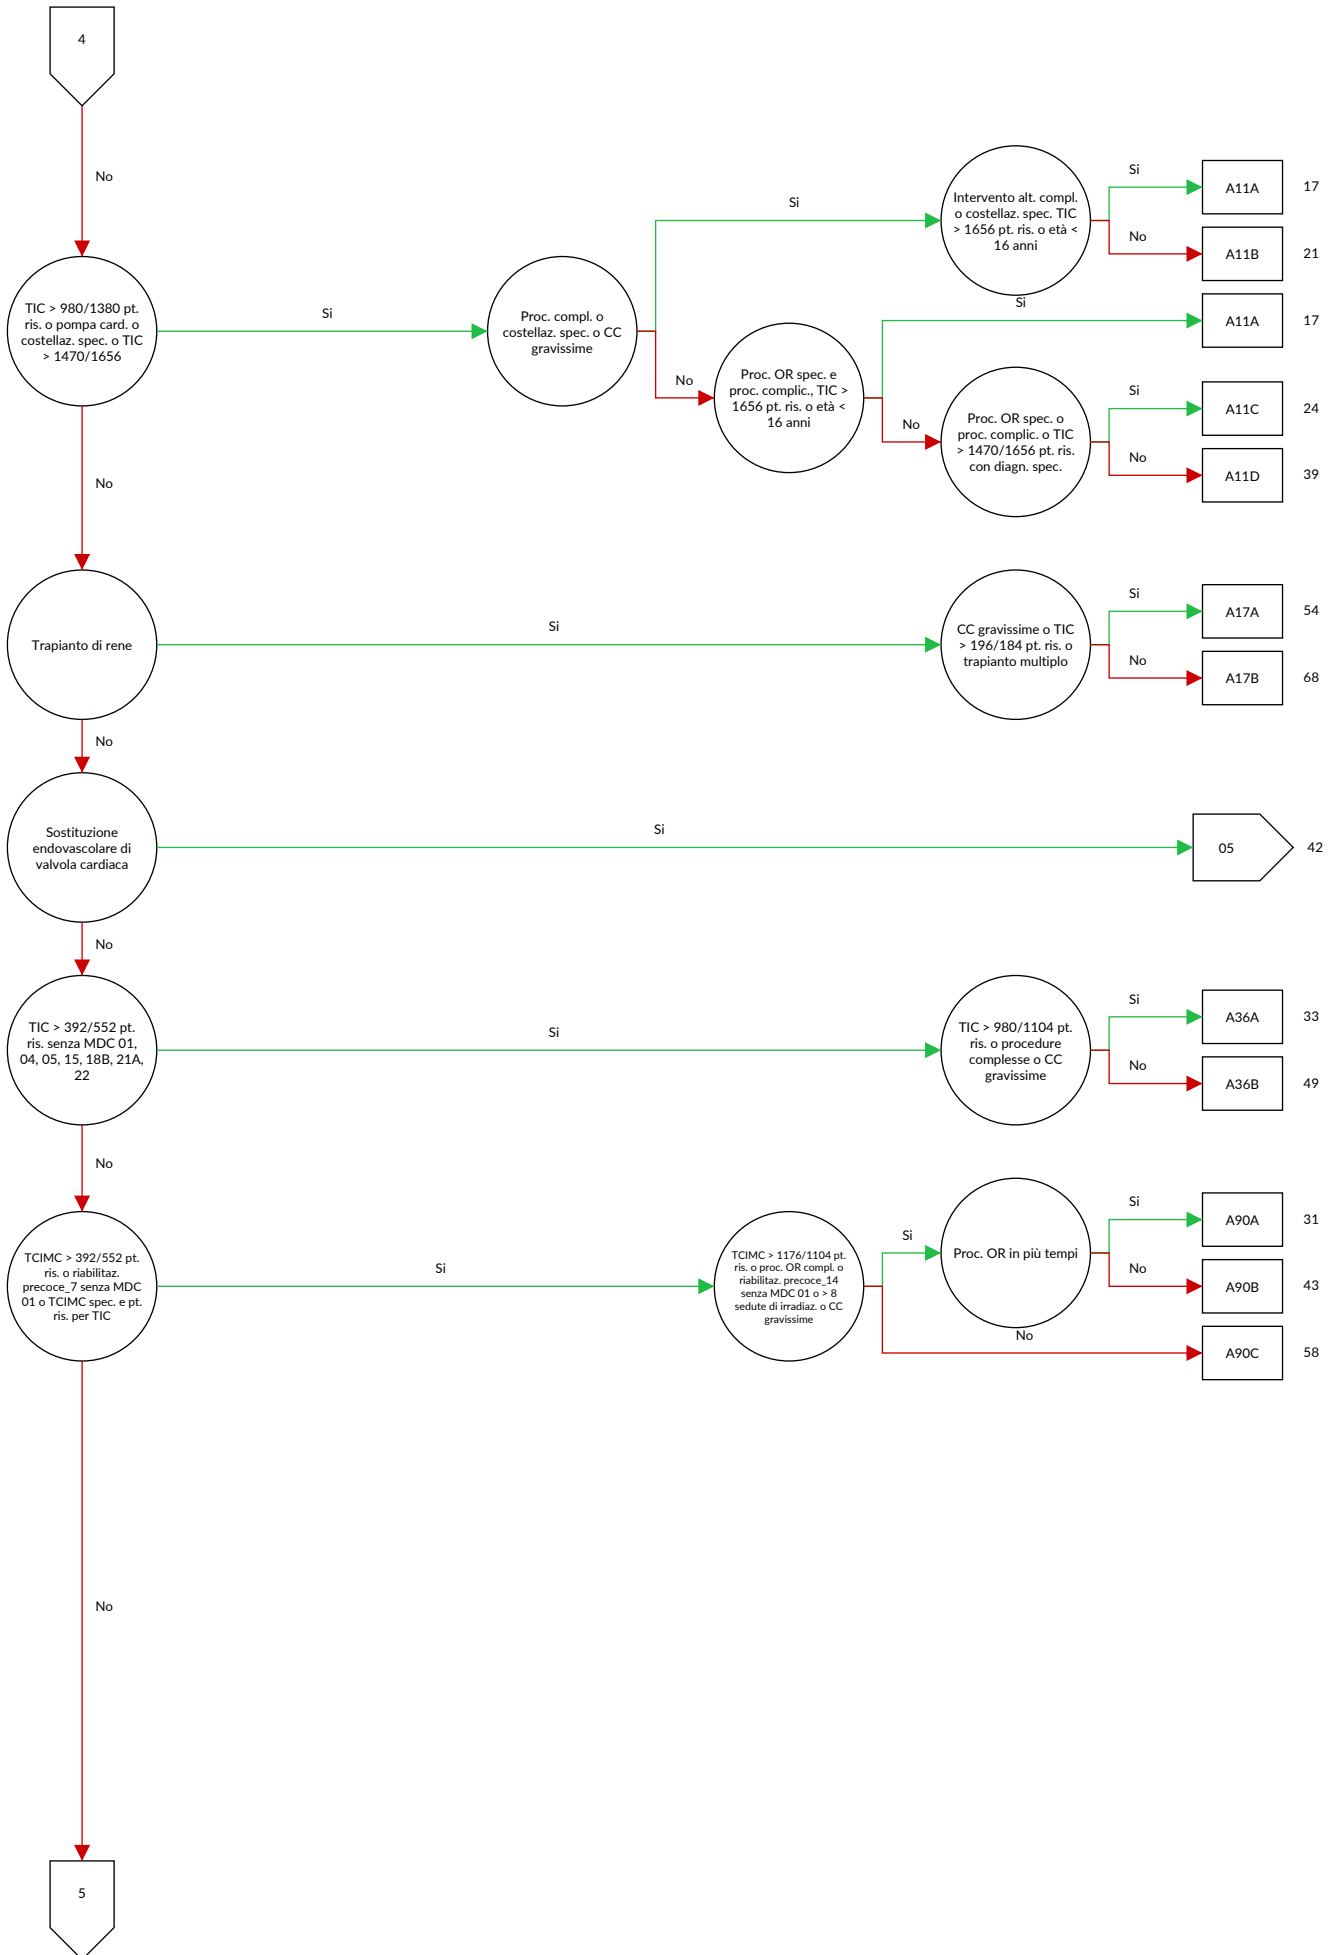 4
No
TIC > 980/1380 pt.
ris. o pompa card. o
costellaz. spec. o TIC
> 1470/1656
Si
Proc. compl. o
costellaz. spec. o CC
gravissime
Si
Intervento alt. compl.
o costellaz. spec. TIC
> 1656 pt. ris. o età <
16 anni
Si
A11A
17
No
A11B
21
No
Proc. OR spec. e
proc. complic., TIC >
1656 pt. ris. o età <
16 anni
Si
A11A
17
No
Proc. OR spec. o
proc. complic. o TIC
> 1470/1656 pt. ris.
con diagn. spec.
Si
A11C
24
No
A11D
39
No
Trapianto di rene
Si
CC gravissime o TIC
> 196/184 pt. ris. o
trapianto multiplo
Si
A17A
54
No
A17B
68
No
Sostituzione
endovascolare di
valvola cardiaca
Si
05
42
No
TIC > 392/552 pt.
ris. senza MDC 01,
04, 05, 15, 18B, 21A,
22
Si
TIC > 980/1104 pt.
ris. o procedure
complesse o CC
gravissime
Si
A36A
33
No
A36B
49
No
TCIMC > 392/552 pt.
ris. o riabilitaz.
precoce_7 senza MDC
01 o TCIMC spec. e pt.
ris. per TIC
Si
TCIMC > 1176/1104 pt.
ris. o proc. OR compl. o
riabilitaz. precoce_14
senza MDC 01 o > 8
sedute di irradiaz. o CC
gravissime
Si
Proc. OR in più tempi
Si
A90A
31
No
A90B
43
No
A90C
58
No
5